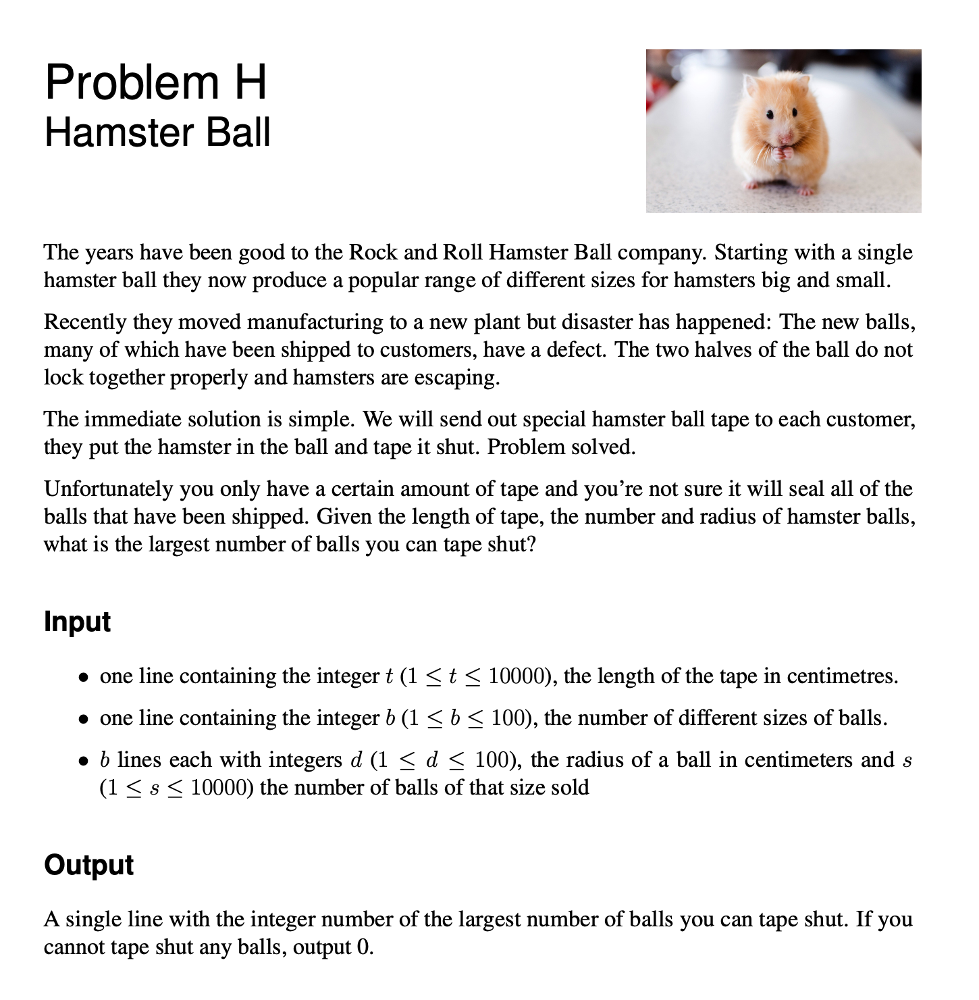 Problem H
Hamster Ball
The years have been good to the Rock and Roll Hamster Ball company. Starting with a single
hamster ball they now produce a popular range of different sizes for hamsters big and small.
Recently they moved manufacturing to a new plant but disaster has happened: The new balls,
many of which have been shipped to customers, have a defect. The two halves of the ball do not
lock together properly and hamsters are escaping.
The immediate solution is simple. We will send out special hamster ball tape to each customer,
they put the hamster in the ball and tape it shut. Problem solved.
Unfortunately you only have a certain amount of tape and you’re not sure it will seal all of the
balls that have been shipped. Given the length of tape, the number and radius of hamster balls,
what is the largest number of balls you can tape shut?
Input
• one line containing the integer t (1 ≤ t ≤ 10000), the length of the tape in centimetres.
• one line containing the integer b (1 ≤ b ≤ 100), the number of different sizes of balls.
• b lines each with integers d (1 ≤ d ≤ 100), the radius of a ball in centimeters and s
(1 ≤ s ≤ 10000) the number of balls of that size sold
Output
A single line with the integer number of the largest number of balls you can tape shut. If you
cannot tape shut any balls, output 0.